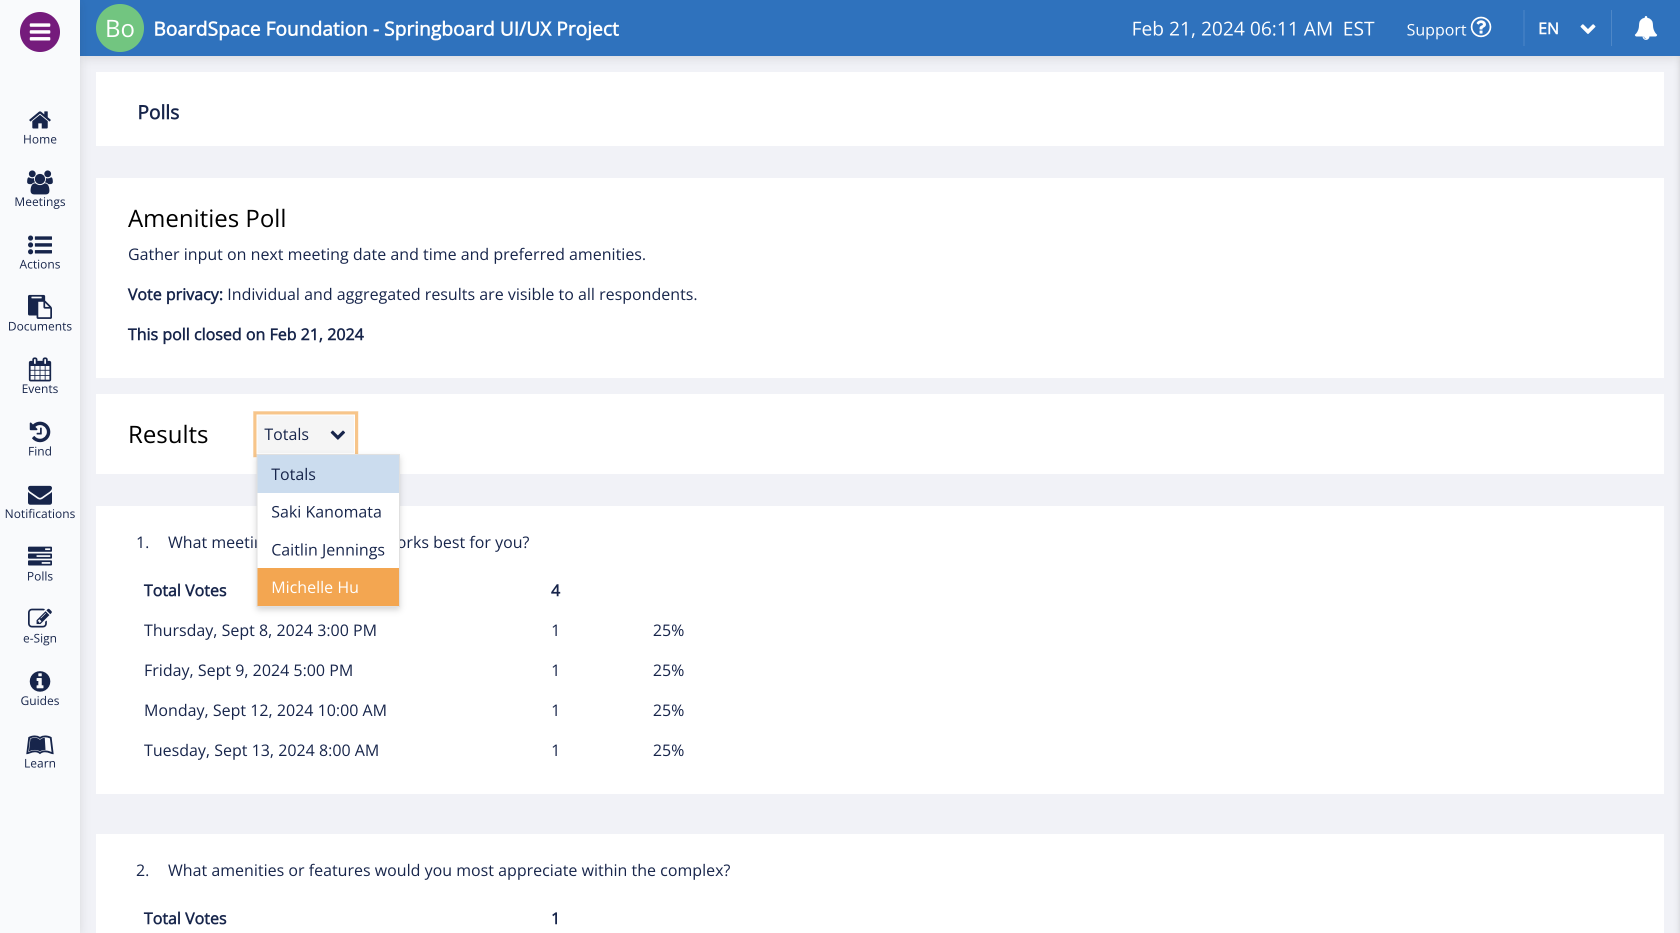 Bo BoardSpace Foundation - Springboard UI/UX Project Feb 21, 2024 06:11 AM EST Support EN
Home
Meetings
Actions
Documents
Events
Find
Notifications
Polls
e-Sign
Guides
Learn
Polls
Amenities Poll
Gather input on next meeting date and time and preferred amenities.
Vote privacy: Individual and aggregated results are visible to all respondents.
This poll closed on Feb 21, 2024
Results Totals
Totals
Saki Kanomata
Caitlin Jennings
Michelle Hu
1. What best for you?
Total Votes 4
Thursday, Sept 8, 2024 3:00 PM 1 25%
Friday, Sept 9, 2024 5:00 PM 1 25%
Monday, Sept 12, 2024 10:00 AM 1 25%
Tuesday, Sept 13, 2024 8:00 AM 1 25%
2. What amenities or features would you most appreciate within the complex?
Total Votes 1